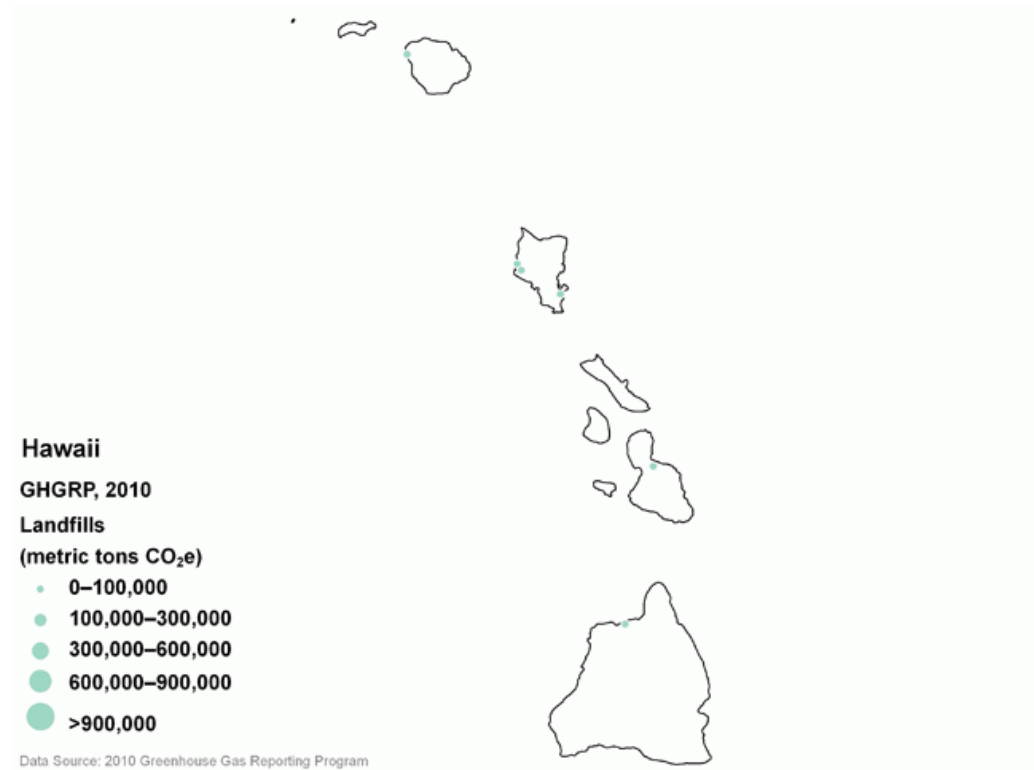 Hawaii
GHGRP, 2010
Landfills
(metric tons CO₂e)
0–100,000
100,000–300,000
300,000–600,000
600,000–900,000
>900,000
Data Source: 2010 Greenhouse Gas Reporting Program